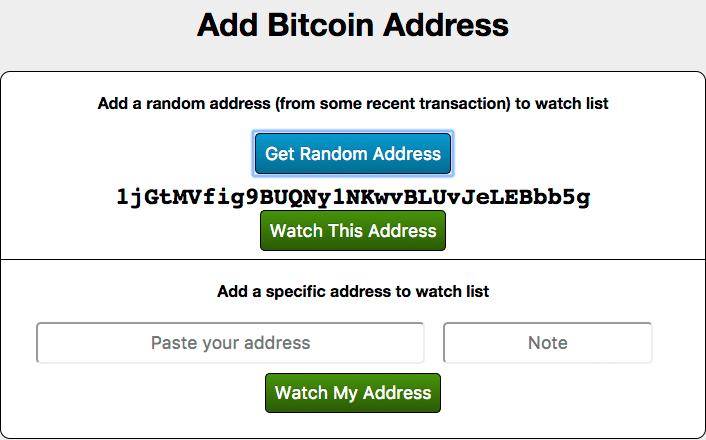 Add Bitcoin Address
Add a random address (from some recent transaction) to watch list
Get Random Address
1jGtMVfig9BUQNy1NKwvBLUvJeLEBbb5g
Watch This Address
Add a specific address to watch list
Paste your address Note
Watch My Address